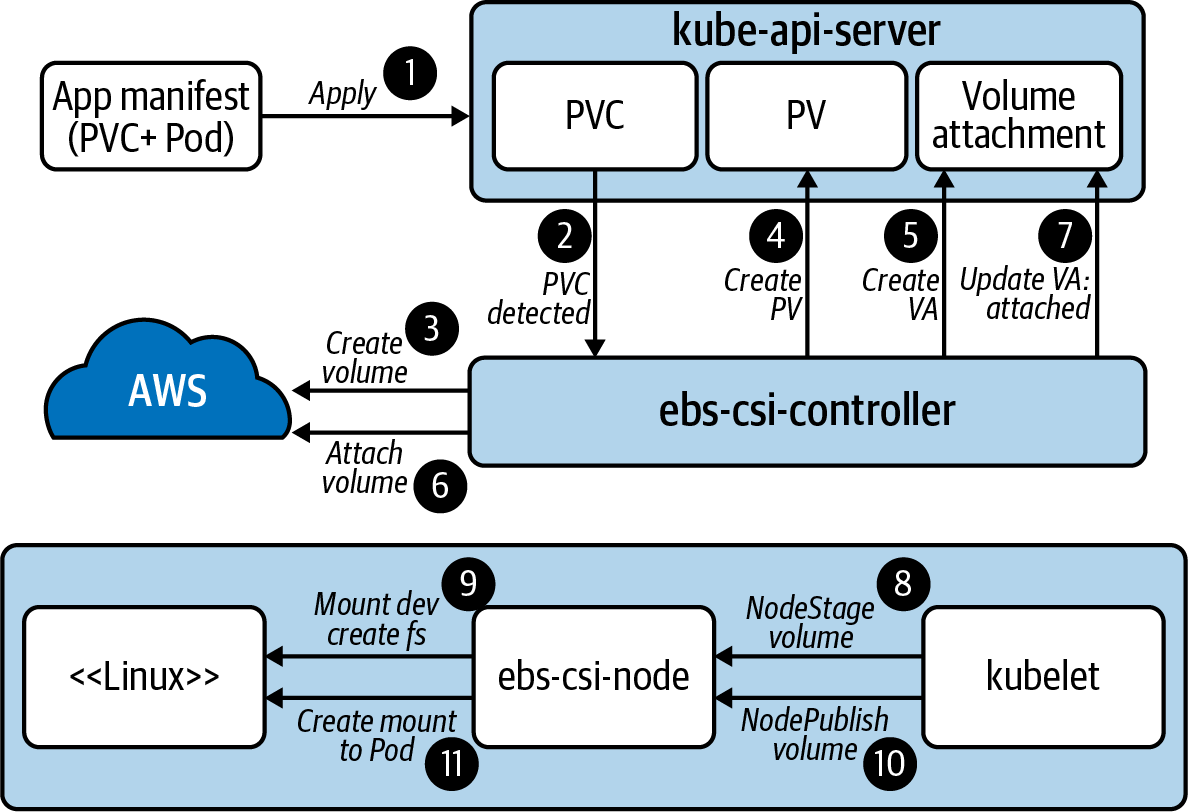 kube-api-server
App manifest
(PVC+ Pod)
Apply
1
PVC
PV
Volume
attachment
2
PVC
detected
4
Create
PV
5
Create
VA
7
Update VA:
attached
3
Create
volume
AWS
ebs-csi-controller
Attach
volume
6
9
Mount dev
create fs
8
NodeStage
volume
<<Linux>>
ebs-csi-node
kubelet
Create mount
to Pod
11
NodePublish
volume
10